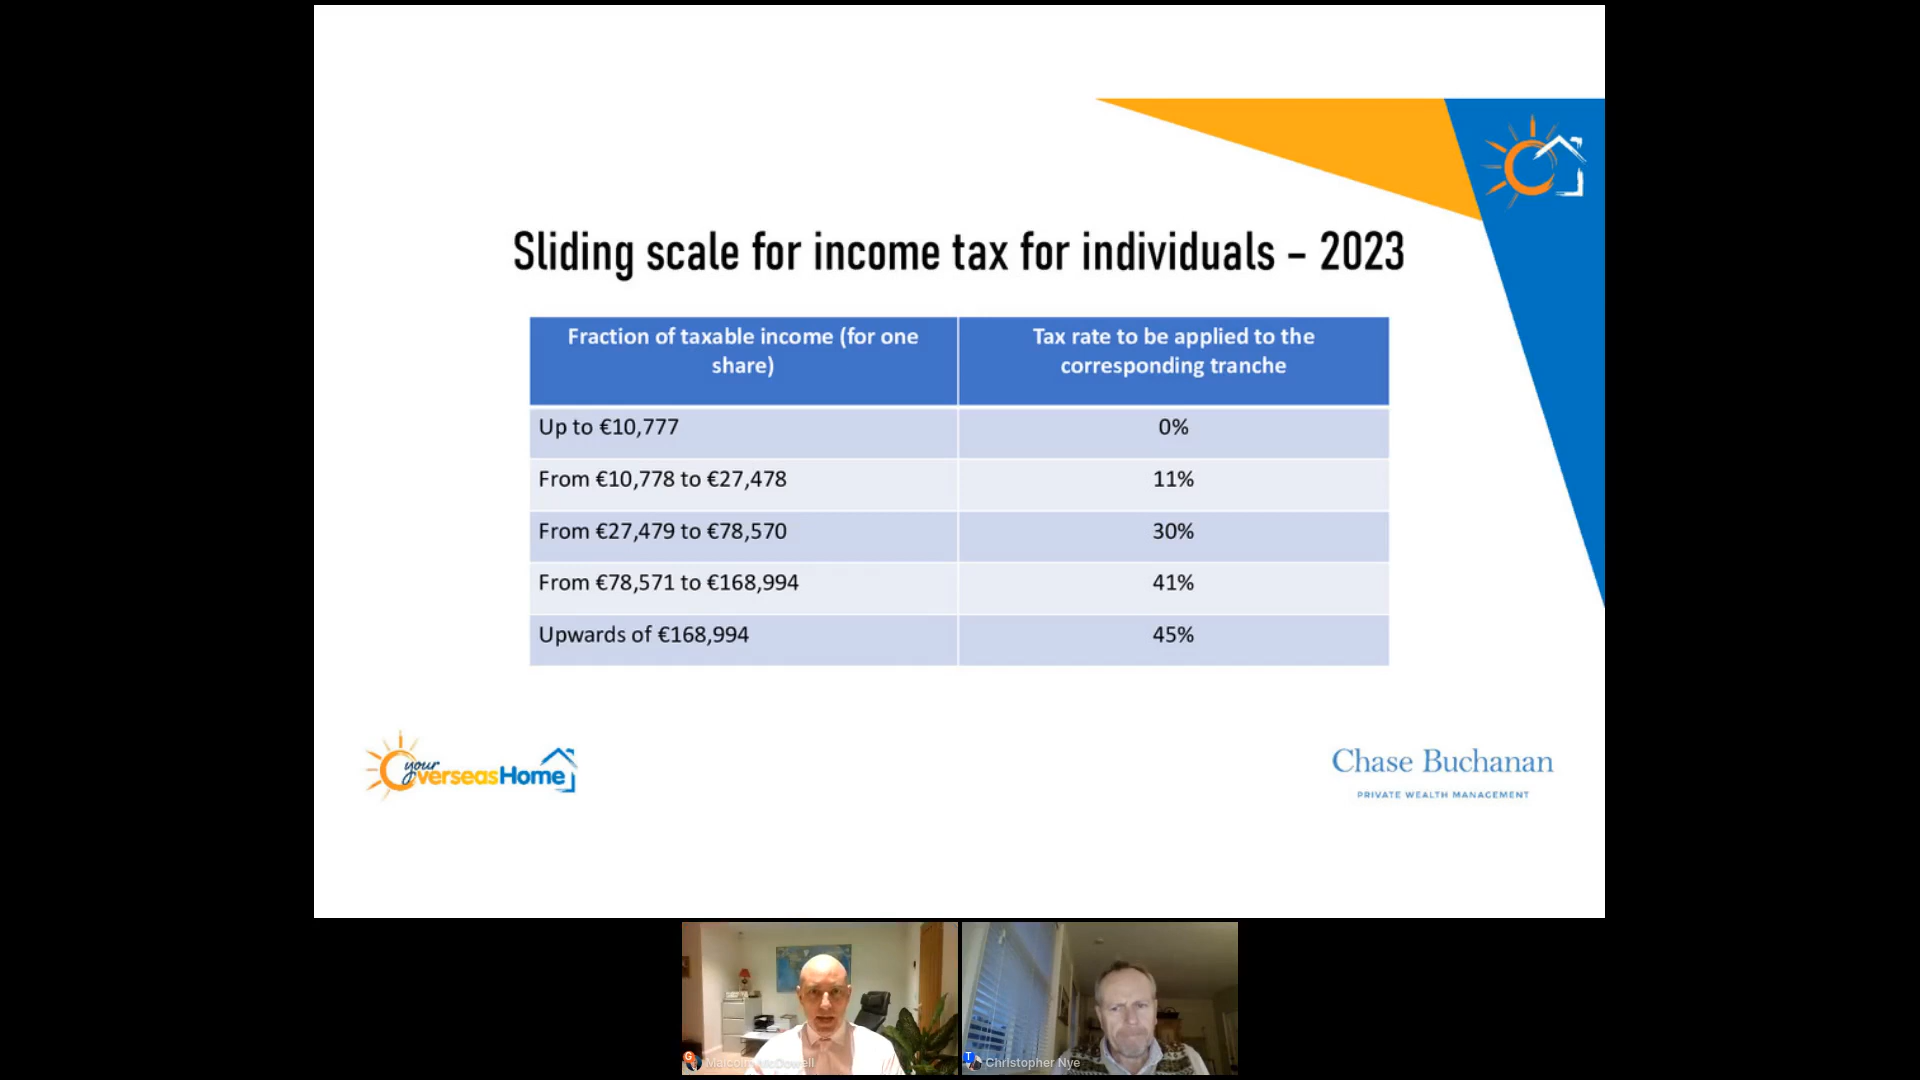 Sliding scale for income tax for individuals – 2023
Fraction of taxable income (for one
share)
Tax rate to be applied to the
corresponding tranche
Up to €10,777
0%
From €10,778 to €27,478
11%
From €27,479 to €78,570
30%
From €78,571 to €168,994
41%
Upwards of €168,994
45%
your
OverseasHome
Chase Buchanan
PRIVATE WEALTH MANAGEMENT
G
Malcolm McDowell
T
Christopher Nye